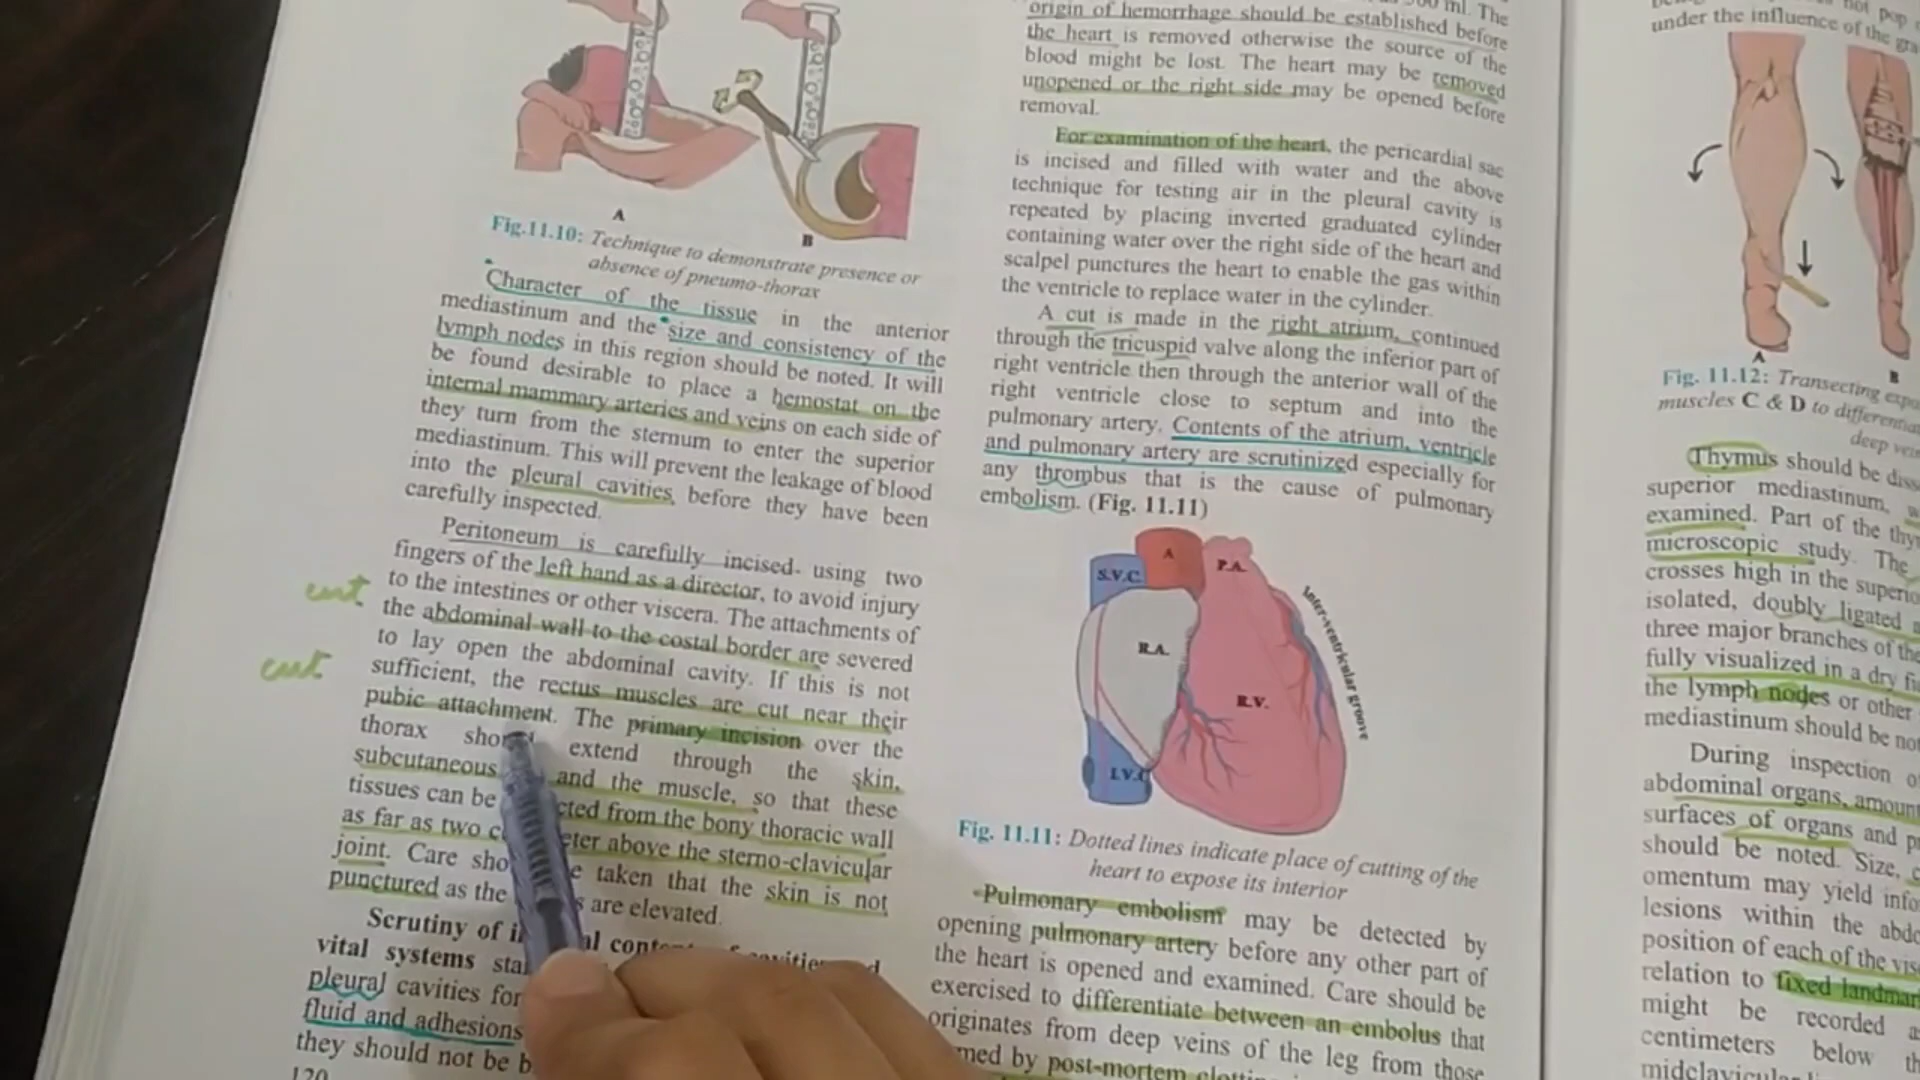 A
B
Fig.11.10: Technique to demonstrate presence or
absence of pneumo-thorax
Character of the tissue in the anterior
mediastinum and the size and consistency of the
lymph nodes in this region should be noted. It will
be found desirable to place a hemostat on the
internal mammary arteries and veins on each side of
they turn from the sternum to enter the superior
mediastinum. This will prevent the leakage of blood
into the pleural cavities before they have been
carefully inspected.
Peritoneum is carefully incised- using two
fingers of the left hand as a director, to avoid injury
to the intestines or other viscera. The attachments of
the abdominal wall to the costal border are severed
to lay open the abdominal cavity. If this is not
sufficient, the rectus muscles are cut near their
pubic attachment. The primary incision over the
thorax extend through the skin,
subcutaneous and the muscle, so that these
tissues can be from the bony thoracic wall
as far as two above the sterno-clavicular
joint. Care taken that the skin is not
punctured as the are elevated.
Scrutiny of
vital systems
pleural cavities for
fluid and adhesions
they should not be
120
cut
cut
ml. The
origin of hemorrhage should be established before
the heart is removed otherwise the source of the
blood might be lost. The heart may be removed
unopened or the right side may be opened before
removal.
For examination of the heart, the pericardial sac
is incised and filled with water and the above
technique for testing air in the pleural cavity is
repeated by placing inverted graduated cylinder
containing water over the right side of the heart and
scalpel punctures the heart to enable the gas within
the ventricle to replace water in the cylinder.
A cut is made in the right atrium, continued
through the tricuspid valve along the inferior part of
right ventricle then through the anterior wall of the
right ventricle close to septum and into the
pulmonary artery. Contents of the atrium, ventricle
and pulmonary artery are scrutinized especially for
any thrombus that is the cause of pulmonary
embolism. (Fig. 11.11)
A
S.V.C.
P.A.
R.A.
R.V.
I.V.C
Inter-ventricular groove
Fig. 11.11: Dotted lines indicate place of cutting of the
heart to expose its interior
Pulmonary embolism may be detected by
opening pulmonary artery before any other part of
the heart is opened and examined. Care should be
exercised to differentiate between an embolus that
originates from deep veins of the leg from those
by post-mortem
not pop
under the influence of the
A
B
Fig. 11.12: Transecting
muscles C & D to
deep
Thymus should be
superior mediastinum,
examined. Part of the
microscopic study. The
crosses high in the
isolated, doubly ligated
three major branches of the
fully visualized in a dry
the lymph nodes or other
mediastinum should be
During inspection
abdominal organs,
surfaces of organs and
should be noted. Size,
omentum may yield
lesions within the
position of each of the
relation to fixed
might be recorded
centimeters below